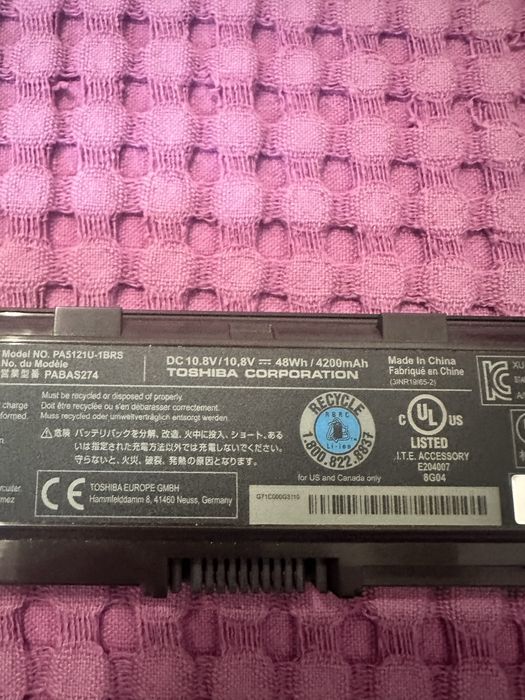 Model NO. PA5121U-1BRS
No. du Modèle
営業型番 PABAS274
DC 10.8V / 10,8V ⎓ 48Wh / 4200mAh
TOSHIBA CORPORATION
Made In China
Fabriqué en Chine
(3INR19/65-2)
charge
formed.
Must be recycled or disposed of properly.
Doit être recyclée ou s'en débarasser correctement.
Muss recycled oder umweltverträglich entsorgt werden.
⚠危険 バッテリパックを分解、改造、火中に投入、ショート、ある
いは指定された充電方法以外では充電しないでください。
守らないと、火災、破裂、発熱の原因となります。
RECYCLE
RBRC
Li-ion
1.800.822.8837
for US and Canada only
C UL US
LISTED
I.T.E. ACCESSORY
E204007
8G04
CE
TOSHIBA EUROPE GMBH
Hammfelddamm 8, 41460 Neuss, Germany